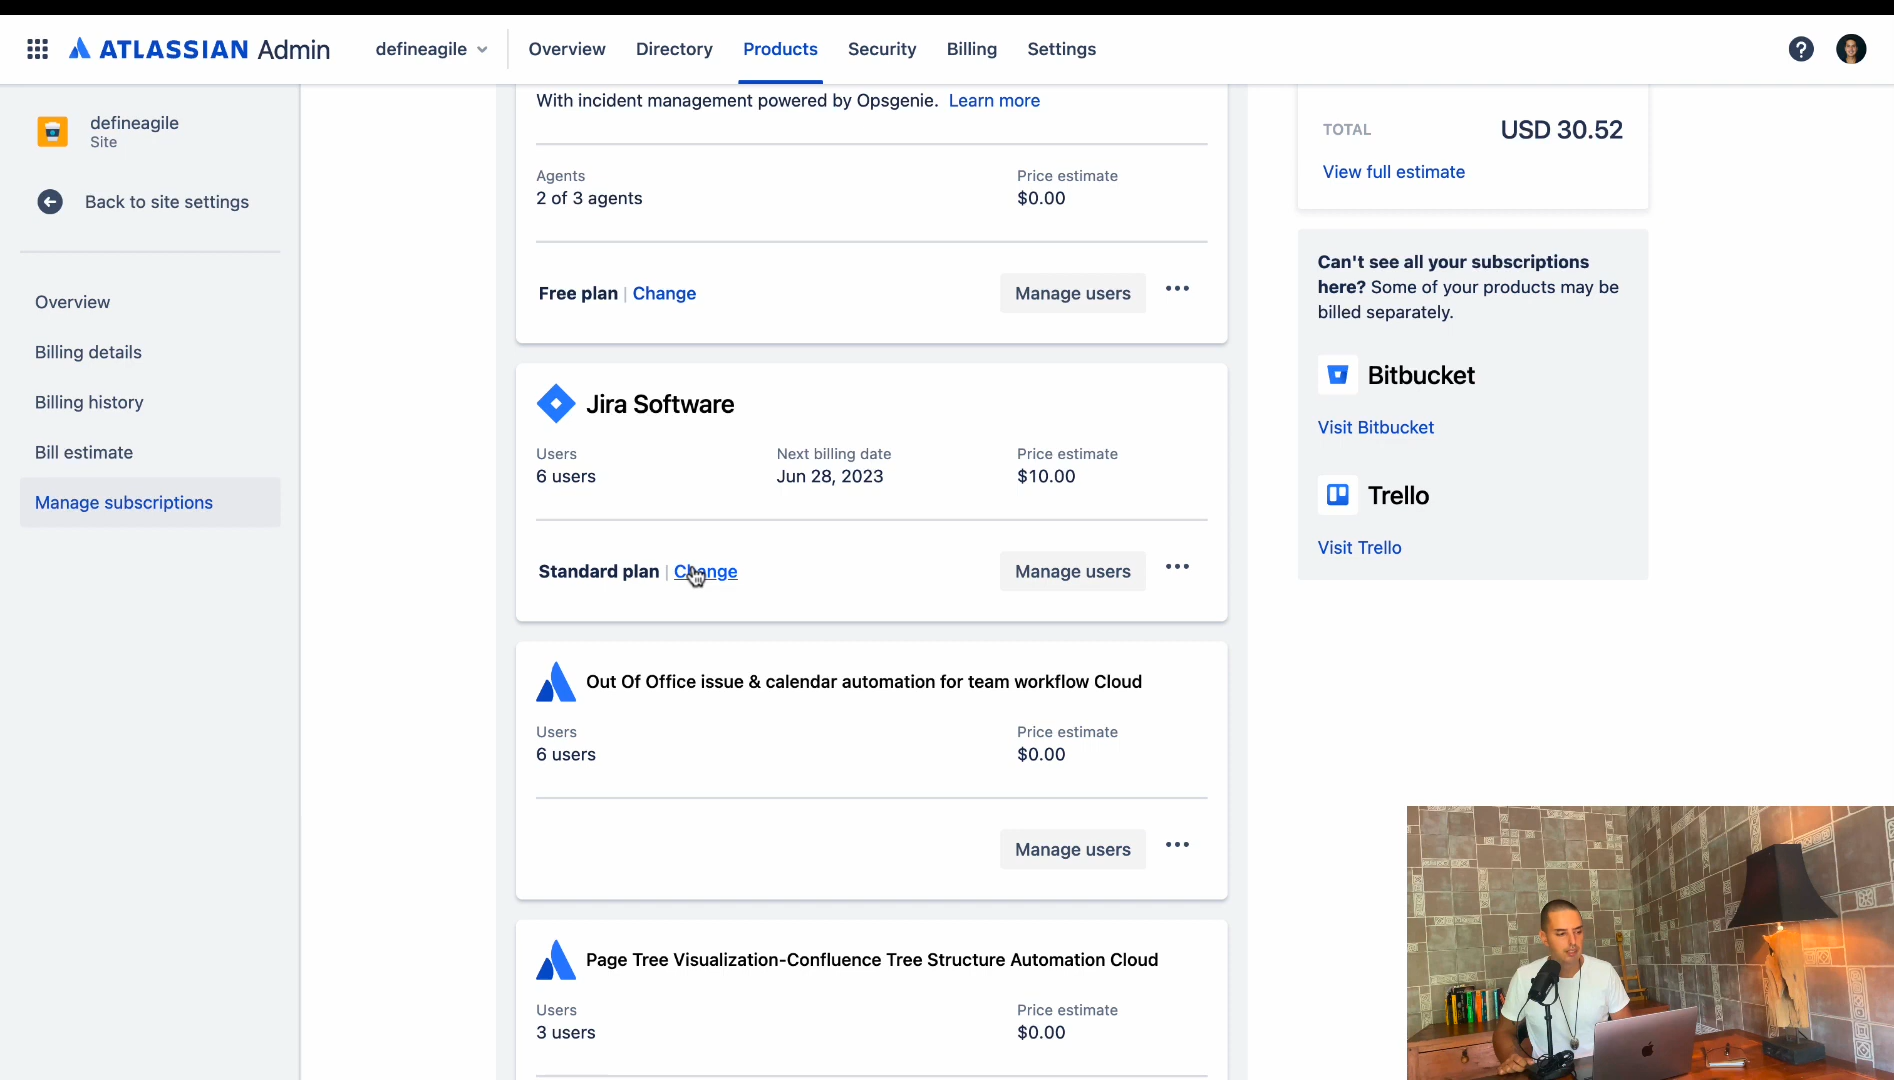 ATLASSIAN Admin
defineagile
Overview
Directory
Products
Security
Billing
Settings
?
defineagile
Site
Back to site settings
Overview
Billing details
Billing history
Bill estimate
Manage subscriptions
With incident management powered by Opsgenie. Learn more
Agents
2 of 3 agents
Price estimate
$0.00
Free plan | Change
Manage users
Jira Software
Users
6 users
Next billing date
Jun 28, 2023
Price estimate
$10.00
Standard plan | Change
Manage users
Out Of Office issue & calendar automation for team workflow Cloud
Users
6 users
Price estimate
$0.00
Manage users
Page Tree Visualization-Confluence Tree Structure Automation Cloud
Users
3 users
Price estimate
$0.00
TOTAL
USD 30.52
View full estimate
Can't see all your subscriptions
here? Some of your products may be
billed separately.
Bitbucket
Visit Bitbucket
Trello
Visit Trello